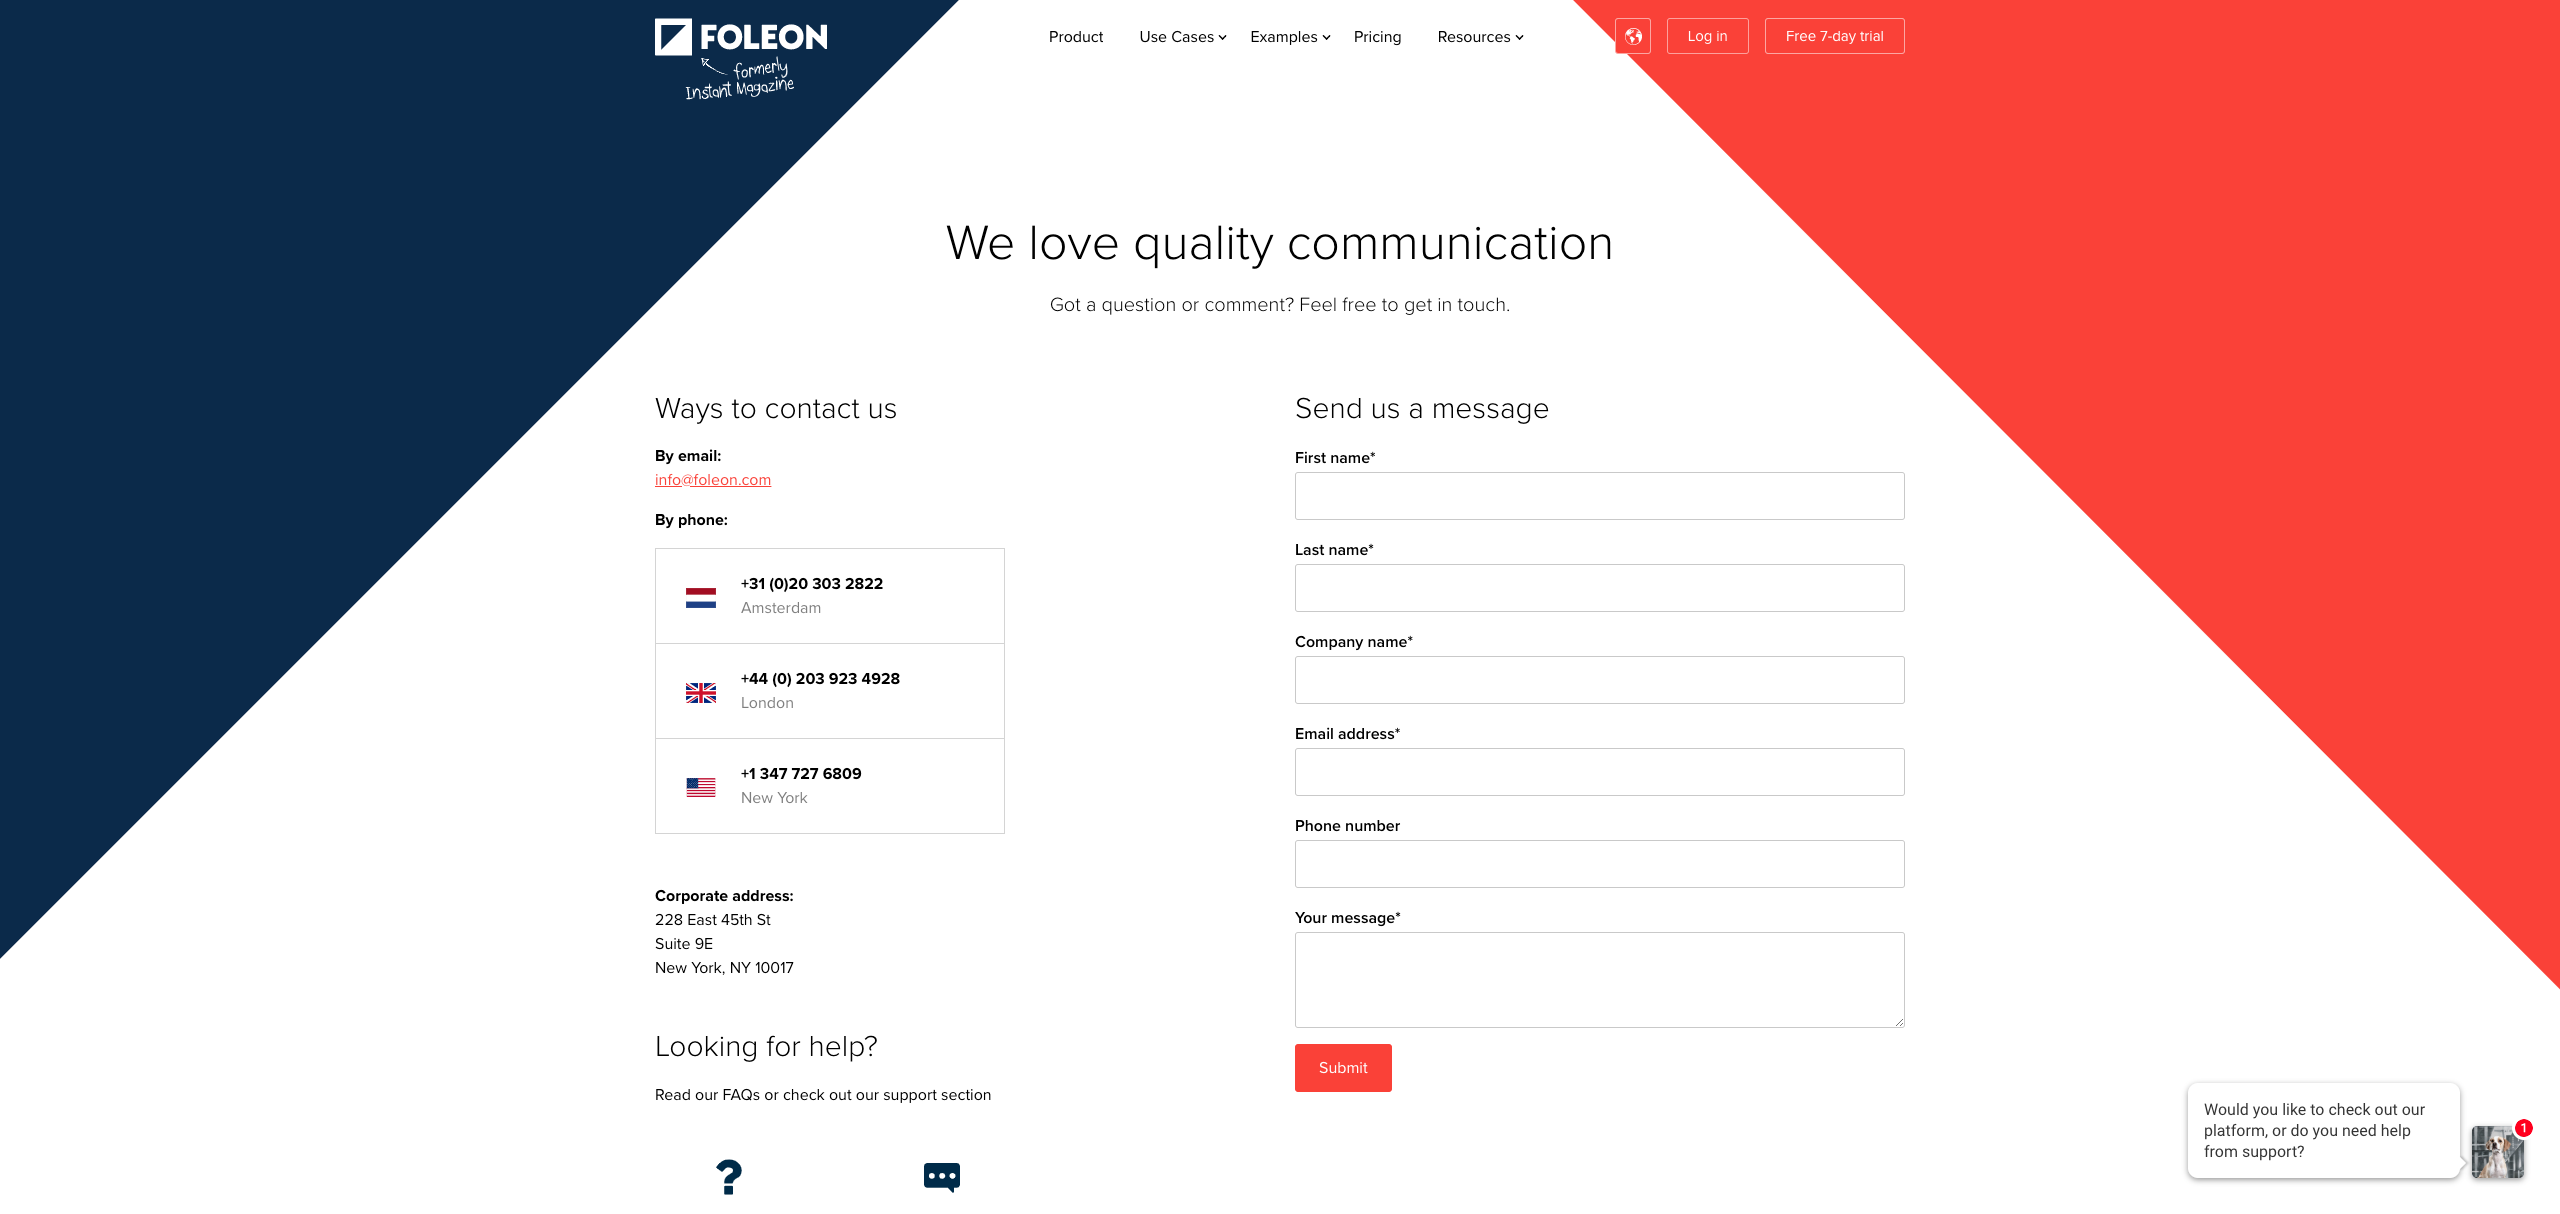 FOLEON
formerly
Instant Magazine
Product
Use Cases
Examples
Pricing
Resources
Log in
Free 7-day trial
We love quality communication
Got a question or comment? Feel free to get in touch.
Ways to contact us
By email:
info@foleon.com
By phone:
+31 (0)20 303 2822
Amsterdam
+44 (0) 203 923 4928
London
+1 347 727 6809
New York
Corporate address:
228 East 45th St
Suite 9E
New York, NY 10017
Looking for help?
Read our FAQs or check out our support section
Send us a message
First name*
Last name*
Company name*
Email address*
Phone number
Your message*
Submit
Would you like to check out our
platform, or do you need help
from support?
1